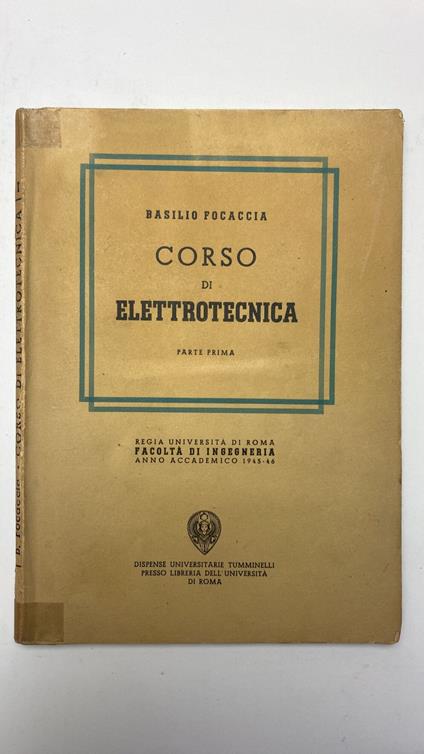 BASILIO FOCACCIA
CORSO
DI
ELETTROTECNICA
PARTE PRIMA
REGIA UNIVERSITÀ DI ROMA
FACOLTÀ DI INGEGNERIA
ANNO ACCADEMICO 1945-46
DISPENSE UNIVERSITARIE TUMMINELLI
PRESSO LIBRERIA DELL'UNIVERSITÀ
DI ROMA
B. Focaccia - CORSO DI ELETTROTECNICA I